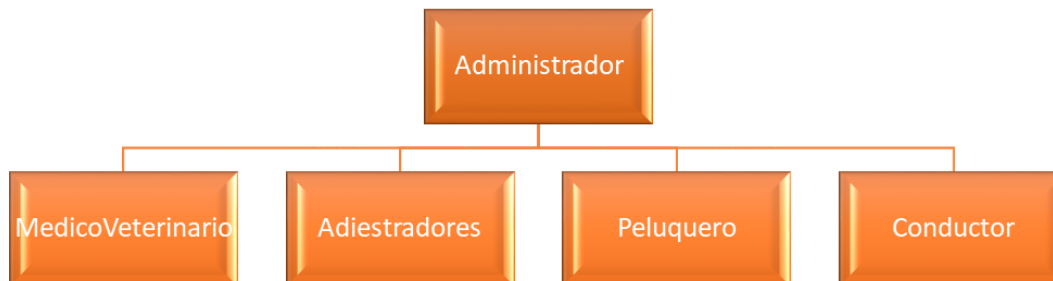 Administrador
MedicoVeterinario
Adiestradores
Peluquero
Conductor